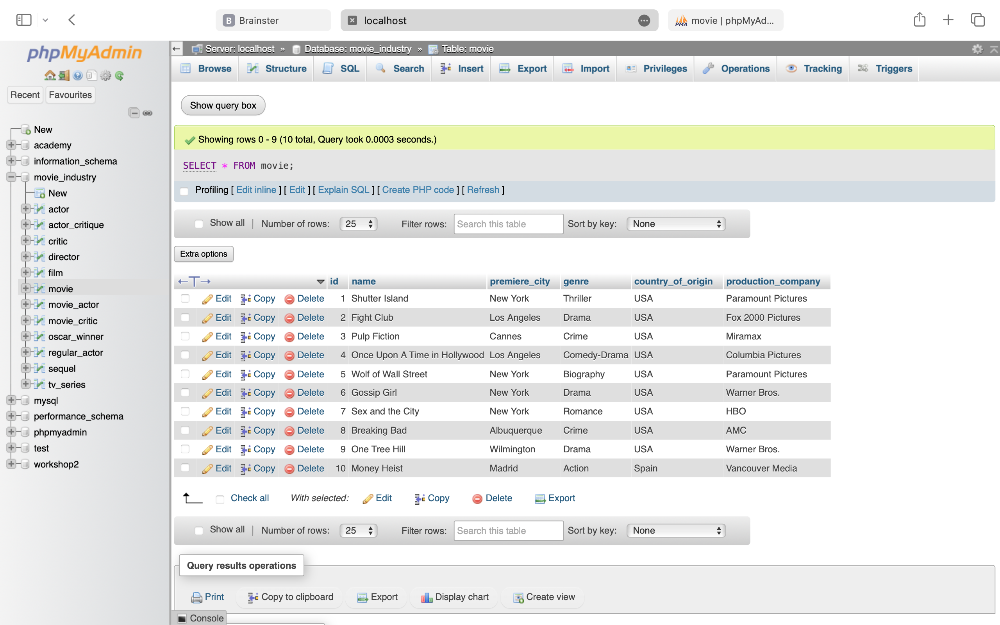 B Brainster
localhost
PMA movie | phpMyAd...
phpMyAdmin
Recent Favourites
New
academy
information_schema
movie_industry
New
actor
actor_critique
critic
director
film
movie
movie_actor
movie_critic
oscar_winner
regular_actor
sequel
tv_series
mysql
performance_schema
phpmyadmin
test
workshop2
Server: localhost » Database: movie_industry » Table: movie
Browse Structure SQL Search Insert Export Import Privileges Operations Tracking Triggers
Show query box
Showing rows 0 - 9 (10 total, Query took 0.0003 seconds.)
SELECT * FROM movie;
Profiling [ Edit inline ] [ Edit ] [ Explain SQL ] [ Create PHP code ] [ Refresh ]
Show all | Number of rows: 25 Filter rows: Search this table Sort by key: None
Extra options
←T→ id name premiere_city genre country_of_origin production_company
Edit Copy Delete 1 Shutter Island New York Thriller USA Paramount Pictures
Edit Copy Delete 2 Fight Club Los Angeles Drama USA Fox 2000 Pictures
Edit Copy Delete 3 Pulp Fiction Cannes Crime USA Miramax
Edit Copy Delete 4 Once Upon A Time in Hollywood Los Angeles Comedy-Drama USA Columbia Pictures
Edit Copy Delete 5 Wolf of Wall Street New York Biography USA Paramount Pictures
Edit Copy Delete 6 Gossip Girl New York Drama USA Warner Bros.
Edit Copy Delete 7 Sex and the City New York Romance USA HBO
Edit Copy Delete 8 Breaking Bad Albuquerque Crime USA AMC
Edit Copy Delete 9 One Tree Hill Wilmington Drama USA Warner Bros.
Edit Copy Delete 10 Money Heist Madrid Action Spain Vancouver Media
Check all With selected: Edit Copy Delete Export
Show all | Number of rows: 25 Filter rows: Search this table Sort by key: None
Query results operations
Print Copy to clipboard Export Display chart Create view
Console